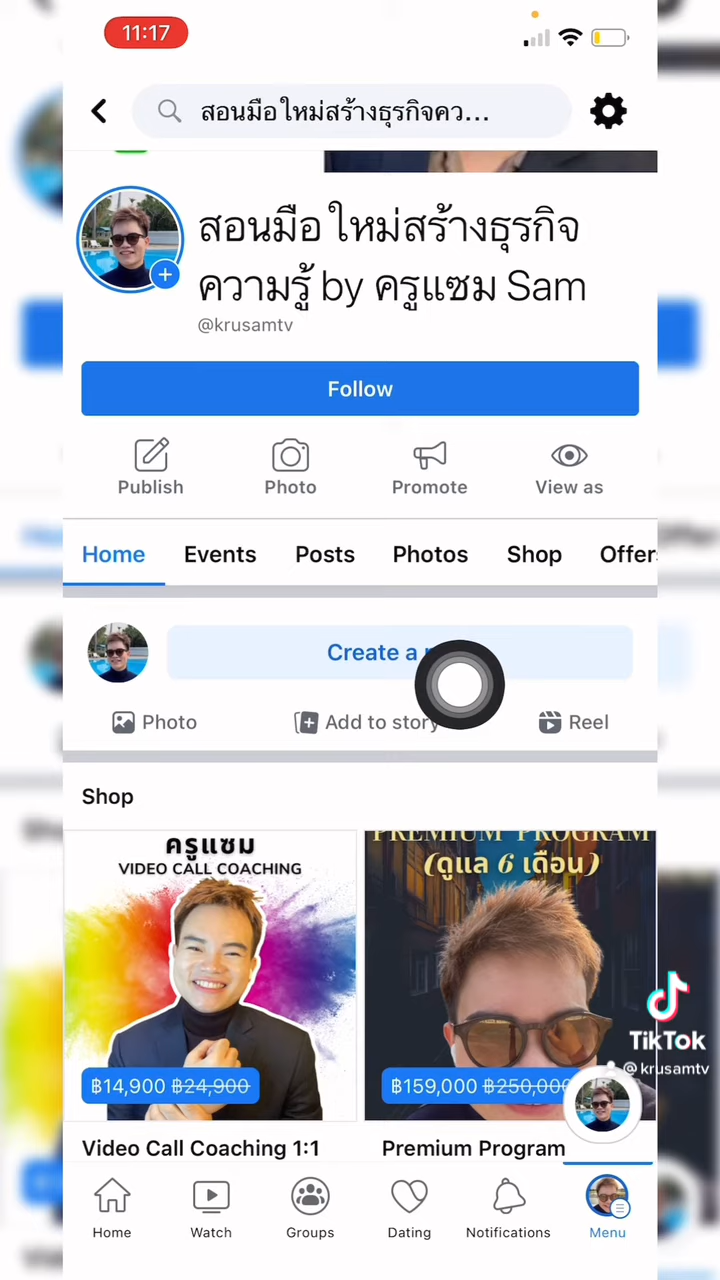 11:17
สอนมือ ใหม่สร้างธุรกิจคว...
สอนมือ ใหม่สร้างธุรกิจ
ความรู้ by ครูแซม Sam
@krusamtv
Follow
Publish Photo Promote View as
Home Events Posts Photos Shop Offer
Create a
Photo Add to story Reel
Shop
ครูแซม
VIDEO CALL COACHING
PREMIUM PROGRAM
(ดูแล 6 เดือน)
฿14,900 ฿24,900
฿159,000 ฿250,000
TikTok
@krusamtv
Video Call Coaching 1:1
Premium Program
Home Watch Groups Dating Notifications Menu